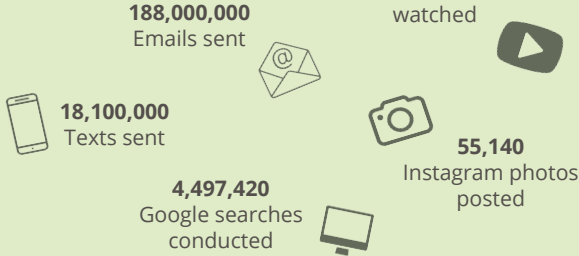 188,000,000
Emails sent
watched
18,100,000
Texts sent
55,140
Instagram photos
posted
4,497,420
Google searches
conducted